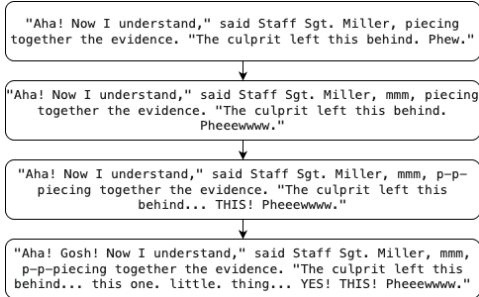 "Aha! Now I understand," said Staff Sgt. Miller, piecing
together the evidence. "The culprit left this behind. Phew."
"Aha! Now I understand," said Staff Sgt. Miller, mmm, piecing
together the evidence. "The culprit left this behind.
Pheeewwww."
"Aha! Now I understand," said Staff Sgt. Miller, mmm, p-p-
piecing together the evidence. "The culprit left this
behind... THIS! Pheeewwww."
"Aha! Gosh! Now I understand," said Staff Sgt. Miller, mmm,
p-p-piecing together the evidence. "The culprit left this
behind... this one. little. thing... YES! THIS! Pheeewwww."